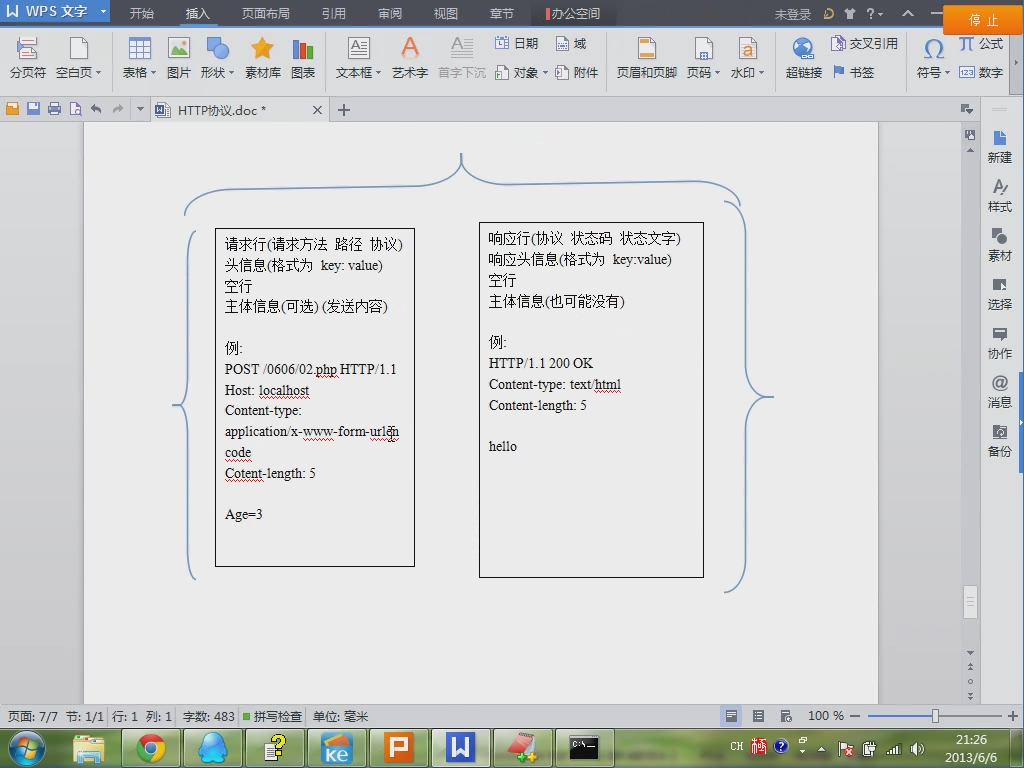 WPS 文字 开始 插入 页面布局 引用 审阅 视图 章节 办公空间 未登录 停 止
分页符 空白页 表格 图片 形状 素材库 图表 文本框 艺术字 首字下沉 日期 域 对象 附件 页眉和页脚 页码 水印 超链接 交叉引用 书签 符号 公式 数字
HTTP协议.doc *
新建
样式
素材
选择
协作
消息
备份
请求行(请求方法 路径 协议)
头信息(格式为 key: value)
空行
主体信息(可选) (发送内容)
例:
POST /0606/02.php HTTP/1.1
Host: localhost
Content-type:
application/x-www-form-urlen
code
Cotent-length: 5
Age=3
响应行(协议 状态码 状态文字)
响应头信息(格式为 key:value)
空行
主体信息(也可能没有)
例:
HTTP/1.1 200 OK
Content-type: text/html
Content-length: 5
hello
页面: 7/7 节: 1/1 行: 1 列: 1 字数: 483 拼写检查 单位: 毫米 100 %
CH 21:26
2013/6/6